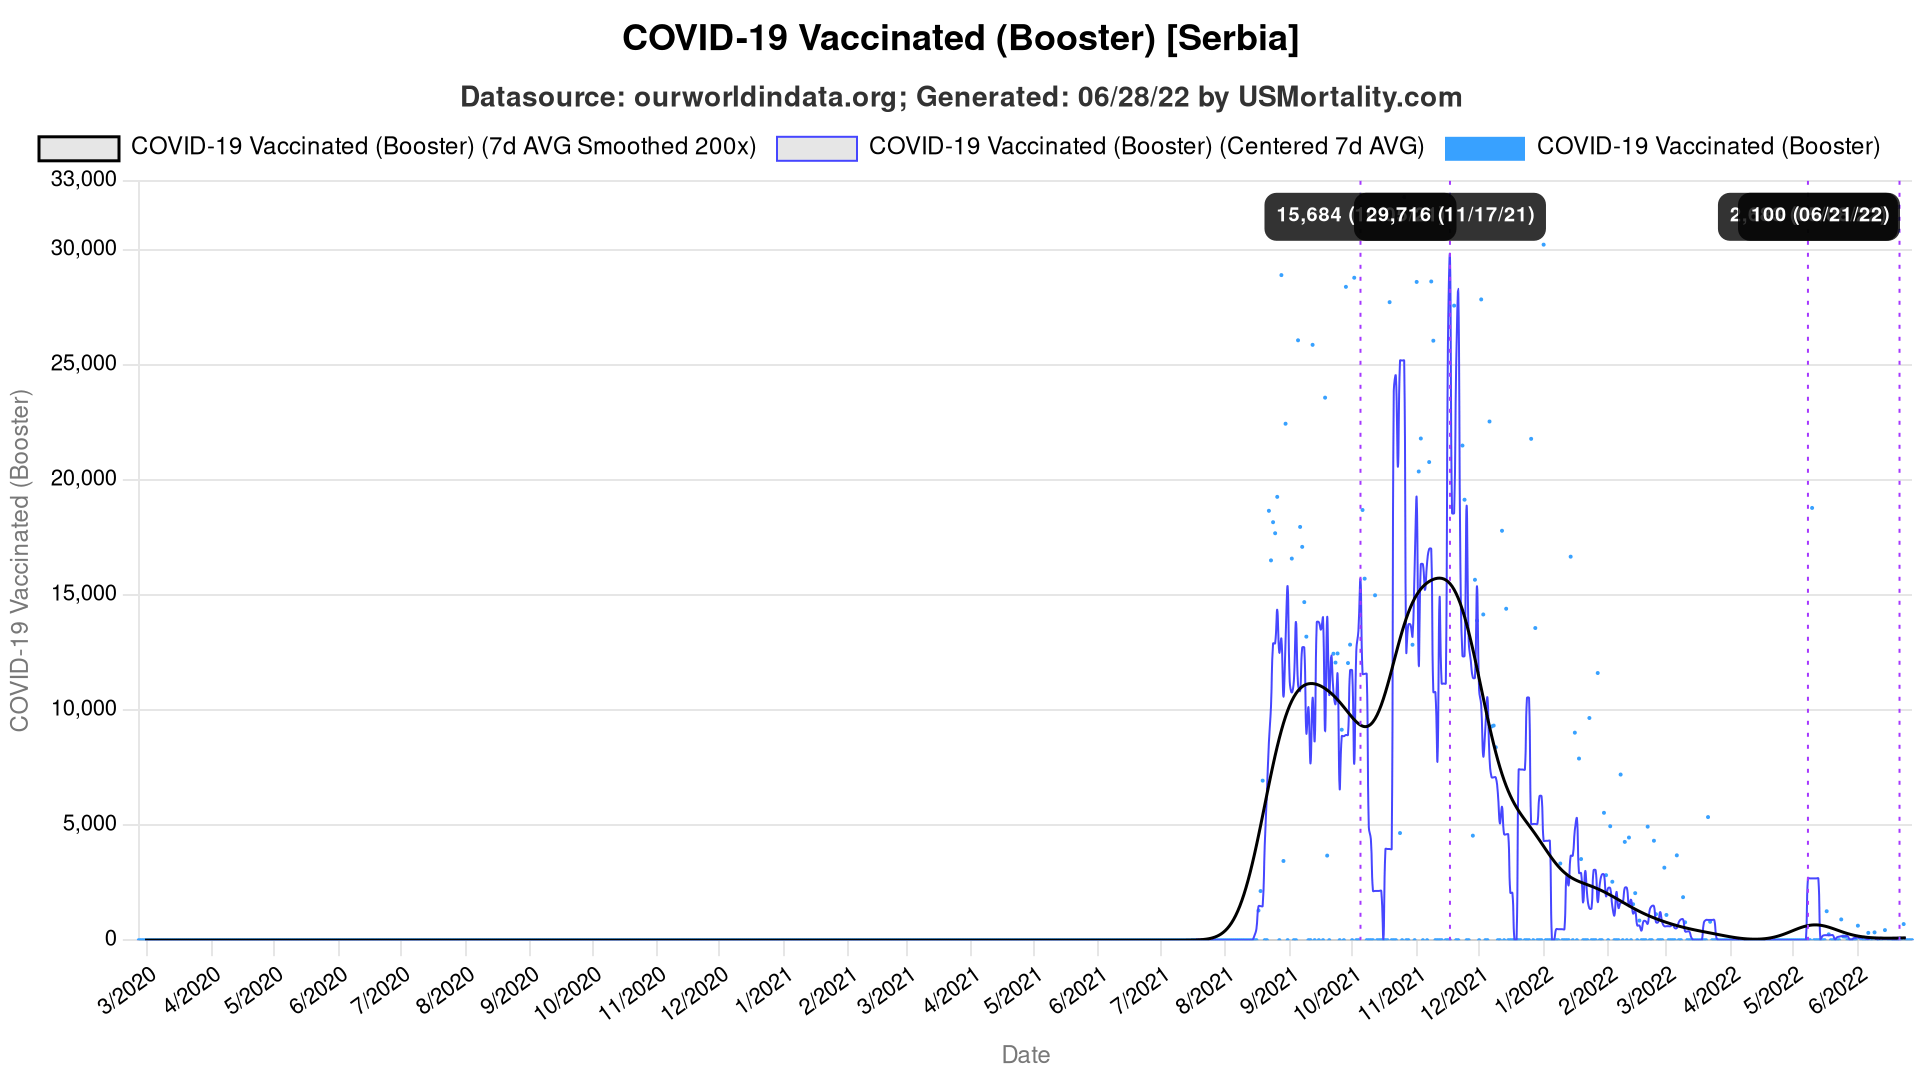 COVID-19 Vaccinated (Booster) [Serbia]
Datasource: ourworldindata.org; Generated: 06/28/22 by USMortality.com
COVID-19 Vaccinated (Booster) (7d AVG Smoothed 200x) COVID-19 Vaccinated (Booster) (Centered 7d AVG) COVID-19 Vaccinated (Booster)
33,000
15,684 29,716 (11/17/21) 100 (06/21/22)
30,000
25,000
20,000
15,000
10,000
5,000
0
COVID-19 Vaccinated (Booster)
3/2020 4/2020 5/2020 6/2020 7/2020 8/2020 9/2020 10/2020 11/2020 12/2020 1/2021 2/2021 3/2021 4/2021 5/2021 6/2021 7/2021 8/2021 9/2021 10/2021 11/2021 12/2021 1/2022 2/2022 3/2022 4/2022 5/2022 6/2022
Date